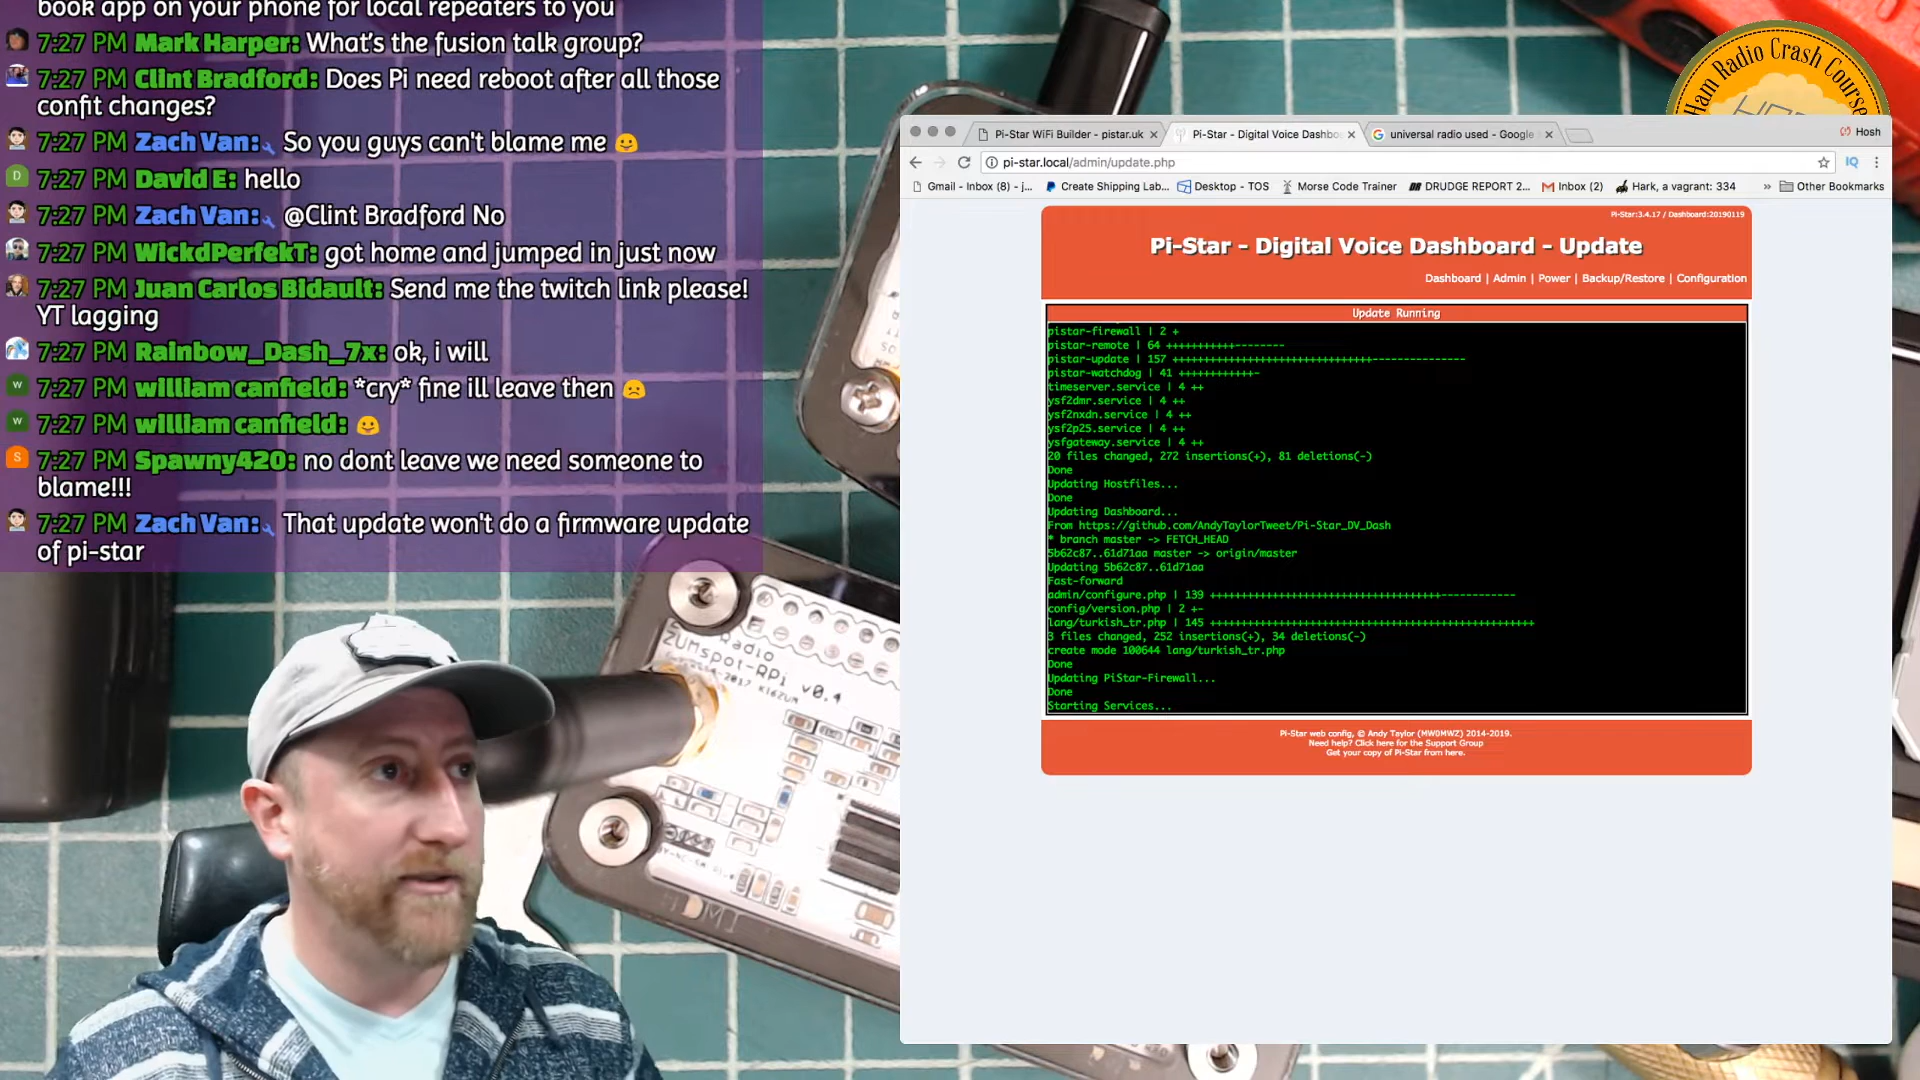 book app on your phone for local repeaters to you
7:27 PM Mark Harper: What's the fusion talk group?
7:27 PM Clint Bradford: Does Pi need reboot after all those
confit changes?
7:27 PM Zach Van: So you guys can't blame me
D 7:27 PM David E: hello
7:27 PM Zach Van: @Clint Bradford No
7:27 PM WickdPerfekT: got home and jumped in just now
7:27 PM Juan Carlos Bidault: Send me the twitch link please!
YT lagging
7:27 PM Rainbow_Dash_7x: ok, i will
W 7:27 PM william canfield: *cry* fine ill leave then
W 7:27 PM william canfield:
S 7:27 PM Spawny420: no dont leave we need someone to
blame!!!
7:27 PM Zach Van: That update won't do a firmware update
of pi-star
Radio
ZUMspot-RPi v0.4
HDMI
Ham Radio Crash Course
Pi-Star WiFi Builder - pistar.uk
Pi-Star - Digital Voice Dashboa
universal radio used - Google
Hosh
pi-star.local/admin/update.php
IQ
Gmail - Inbox (8) - j...
Create Shipping Lab...
Desktop - TOS
Morse Code Trainer
DRUDGE REPORT 2...
Inbox (2)
Hark, a vagrant: 334
»
Other Bookmarks
Pi-Star:3.4.17 / Dashboard:20190119
Pi-Star - Digital Voice Dashboard - Update
Dashboard | Admin | Power | Backup/Restore | Configuration
Update Running
pistar-firewall | 2 +
pistar-remote | 64 +++++++++++--------
pistar-update | 157 ++++++++++++++++++++++++++++++++----------------
pistar-watchdog | 41 ++++++++++++-
timeserver.service | 4 ++
ysf2dmr.service | 4 ++
ysf2nxdn.service | 4 ++
ysf2p25.service | 4 ++
ysfgateway.service | 4 ++
20 files changed, 272 insertions(+), 81 deletions(-)
Done
Updating Hostfiles...
Done
Updating Dashboard...
From https://github.com/AndyTaylorTweet/Pi-Star_DV_Dash
* branch master -> FETCH_HEAD
5b62c87..61d71aa master -> origin/master
Updating 5b62c87..61d71aa
Fast-forward
admin/configure.php | 139 +++++++++++++++++++++++++++++++++++++------------
config/version.php | 2 +-
lang/turkish_tr.php | 145 ++++++++++++++++++++++++++++++++++++++++++++++++++++
3 files changed, 252 insertions(+), 34 deletions(-)
create mode 100644 lang/turkish_tr.php
Done
Updating PiStar-Firewall...
Done
Starting Services...
Pi-Star web config, © Andy Taylor (MW0MWZ) 2014-2019.
Need help? Click here for the Support Group
Get your copy of Pi-Star from here.